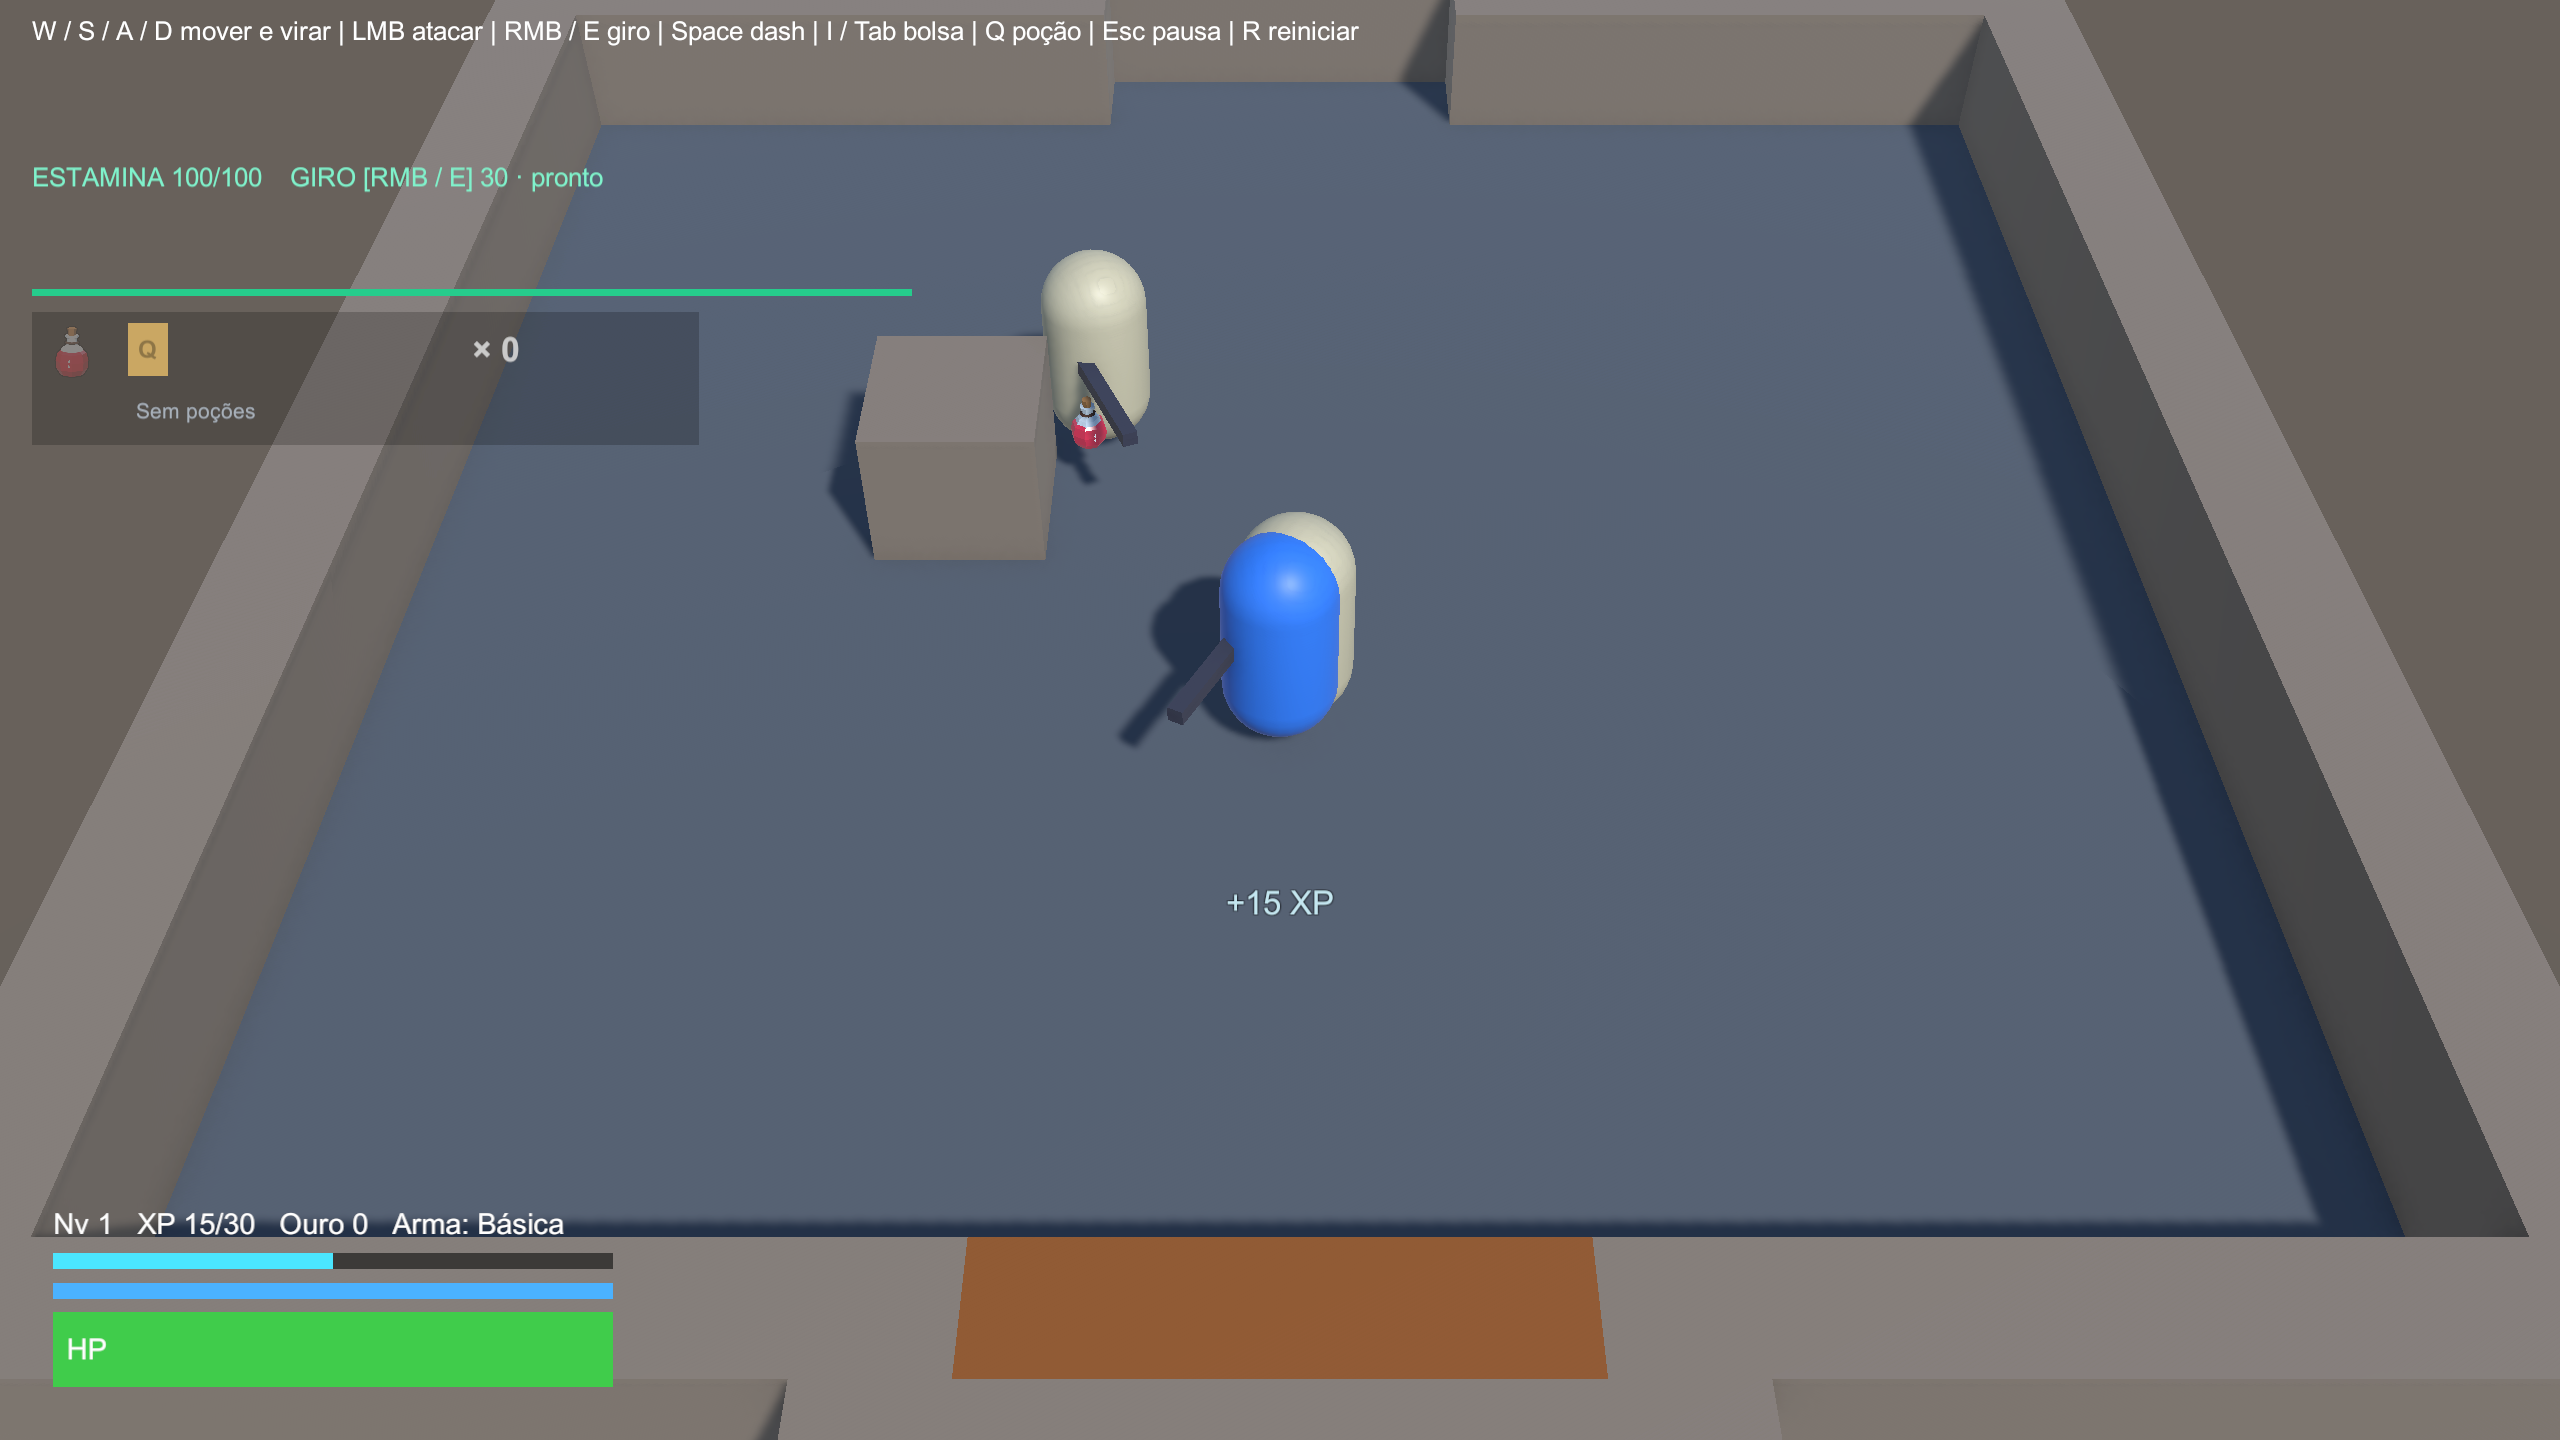 W / S / A / D mover e virar | LMB atacar | RMB / E giro | Space dash | I / Tab bolsa | Q poção | Esc pausa | R reiniciar
ESTAMINA 100/100 GIRO [RMB / E] 30 · pronto
Q × 0
Sem poções
+15 XP
Nv 1 XP 15/30 Ouro 0 Arma: Básica
HP